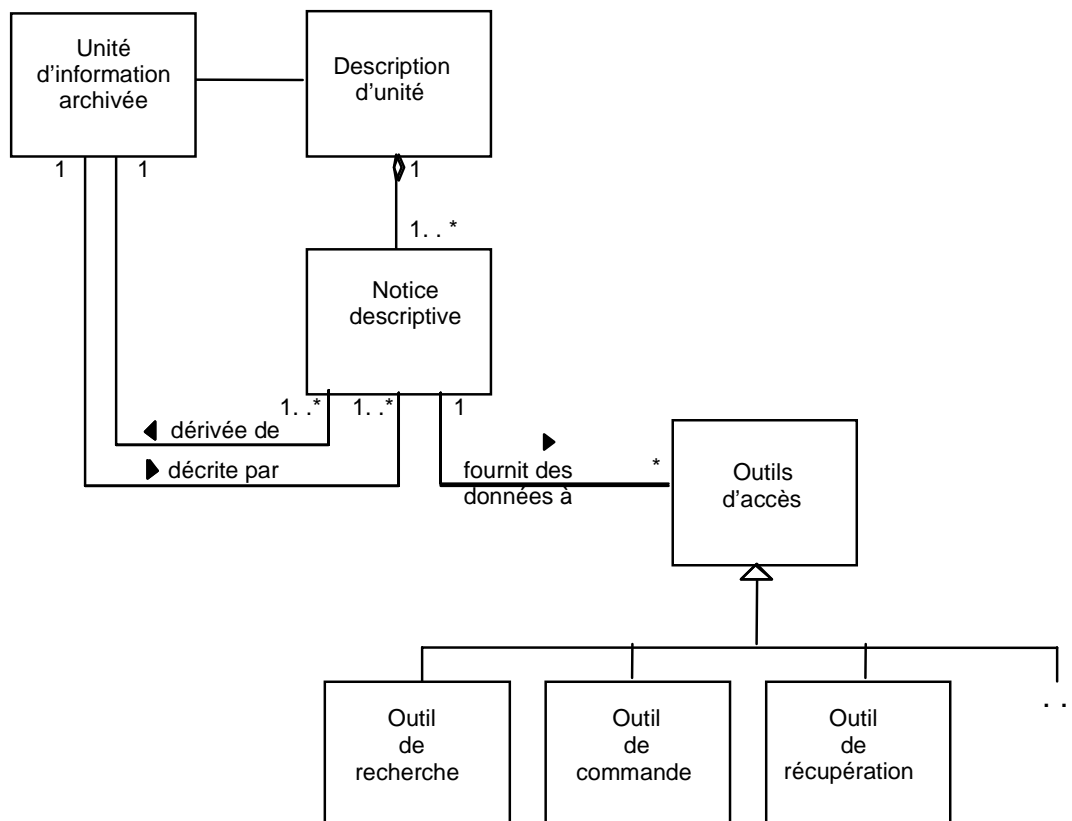 Unité
d’information
archivée
Description
d’unité
1
1
1
1. . *
Notice
descriptive
1. .*
1. .*
1
dérivée de
décrite par
fournit des
données à
*
Outils
d’accès
Outil
de
recherche
Outil
de
commande
Outil
de
récupération
. .